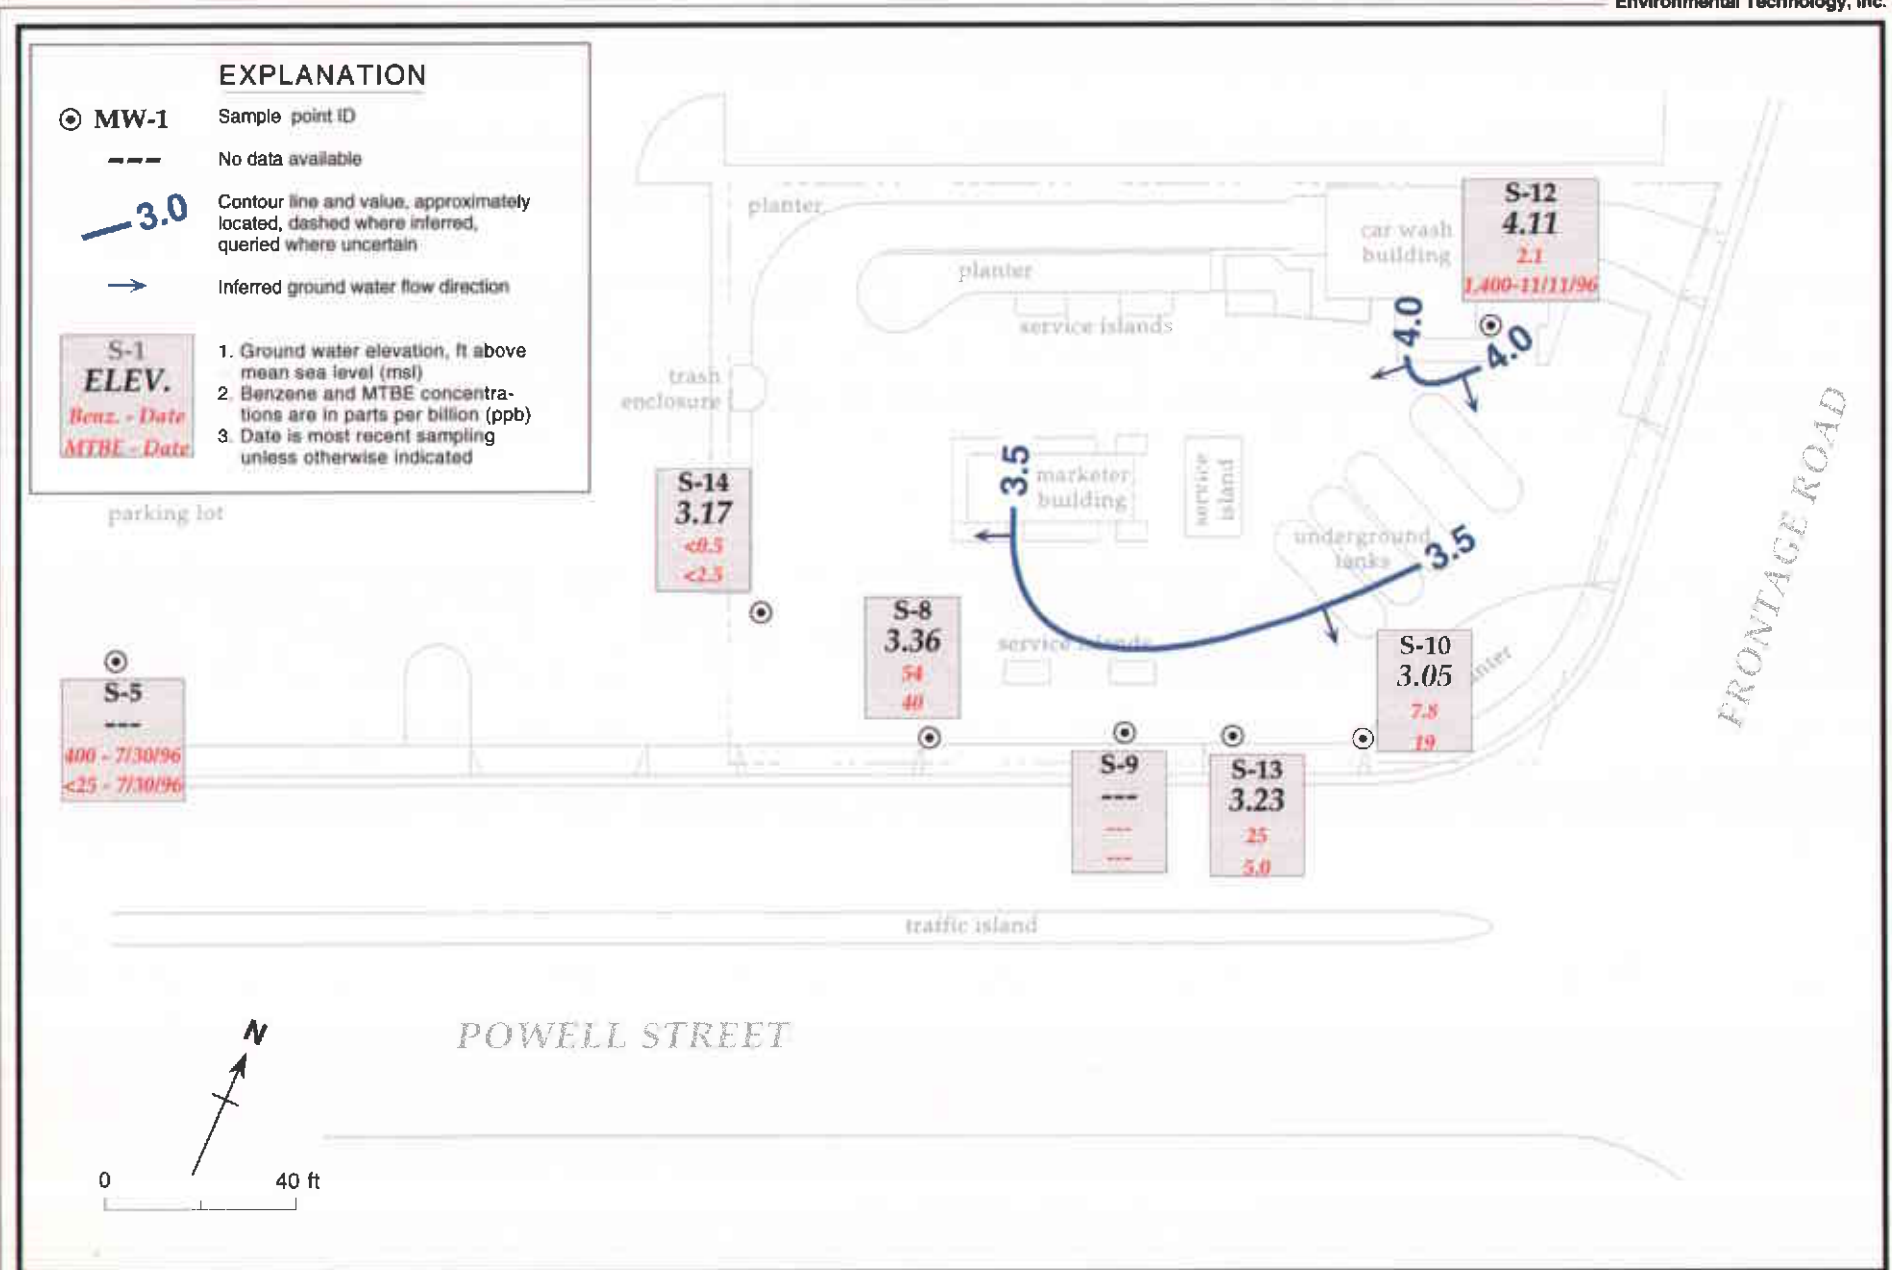 Environmental Technology, Inc.
EXPLANATION
MW-1 Sample point ID
--- No data available
3.0 Contour line and value, approximately
located, dashed where inferred,
queried where uncertain
Inferred ground water flow direction
S-1
ELEV.
Benz. - Date
MTBE - Date
1. Ground water elevation, ft above
mean sea level (msl)
2. Benzene and MTBE concentra-
tions are in parts per billion (ppb)
3. Date is most recent sampling
unless otherwise indicated
parking lot
planter
planter
service islands
car wash
building
S-12
4.11
2.1
1,400-11/11/96
4.0
4.0
trash
enclosure
3.5
marketer
building
service
island
underground
tanks
3.5
S-14
3.17
<0.5
<2.5
S-8
3.36
54
40
service islands
S-10
3.05
7.8
19
S-5
---
400 - 7/30/96
<25 - 7/30/96
S-9
---
---
---
S-13
3.23
25
5.0
FRONTAGE ROAD
traffic island
POWELL STREET
N
0 40 ft